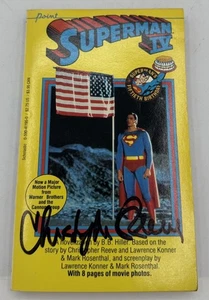 point
SUPERMAN
IV
Now a Major
Motion Picture
from
Warner Brothers
and the
Christopher Reeve
A novelization by B.B. Hiller. Based on the
story by Christopher Reeve and Lawrence Konner
& Mark Rosenthal, and screenplay by
Lawrence Konner & Mark Rosenthal.
With 8 pages of movie photos.